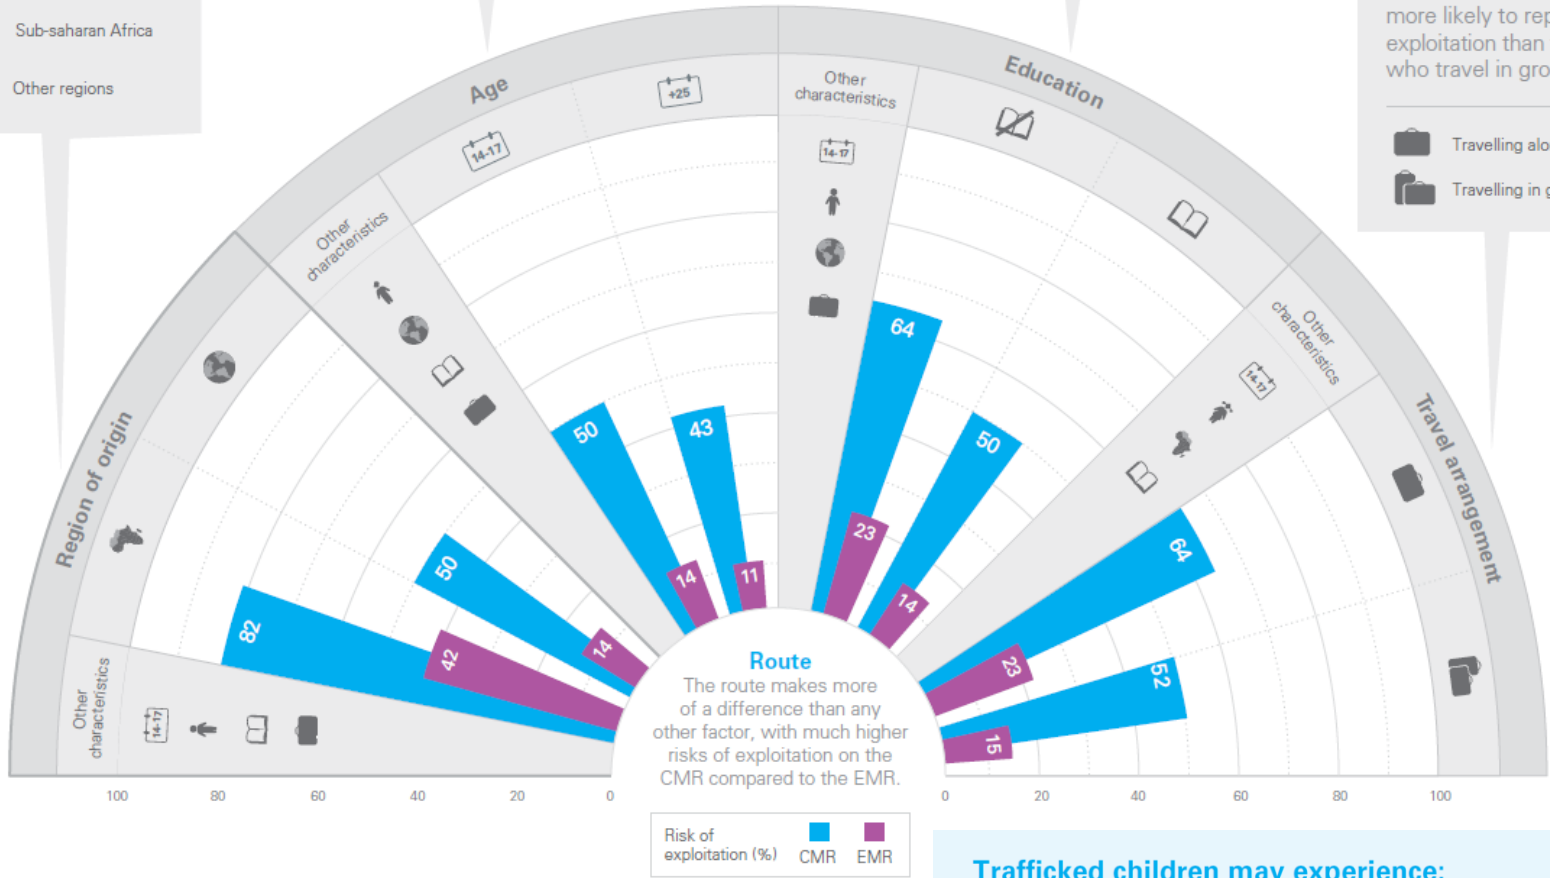 Sub-saharan Africa
Other regions
more likely to rep
exploitation than
who travel in gro
Travelling alo
Travelling in g
Region of origin
Age
Education
Travel arrangement
Other
characteristics
14-17
82
42
50
14
Other
characteristics
14-17
+25
50
14
43
11
Other
characteristics
14-17
64
23
50
14
Other
characteristics
14-17
64
23
52
15
100 80 60 40 20 0
0 20 40 60 80 100
Route
The route makes more
of a difference than any
other factor, with much higher
risks of exploitation on the
CMR compared to the EMR.
Risk of
exploitation (%)
CMR EMR
Trafficked children may experience: